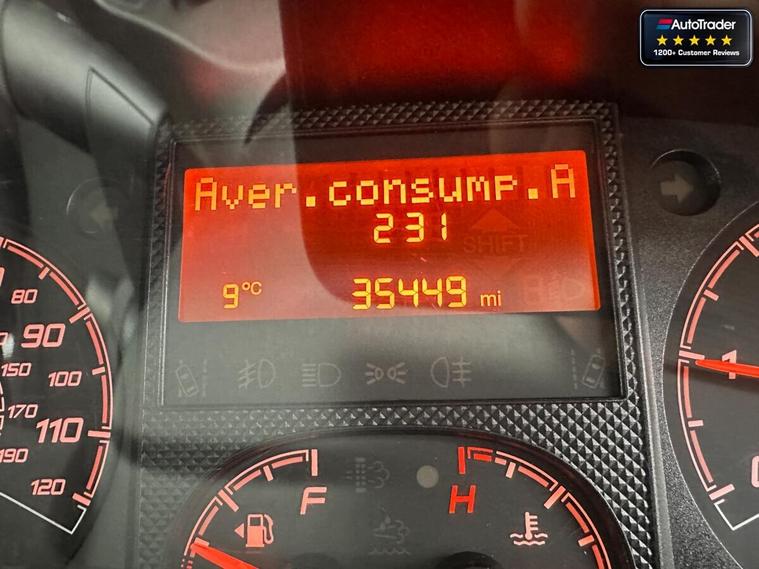 AutoTrader
1200+ Customer Reviews
Aver.consump.A
231
SHIFT
9°C
35449 mi
80
90
150
100
170
110
190
120
F
H
1